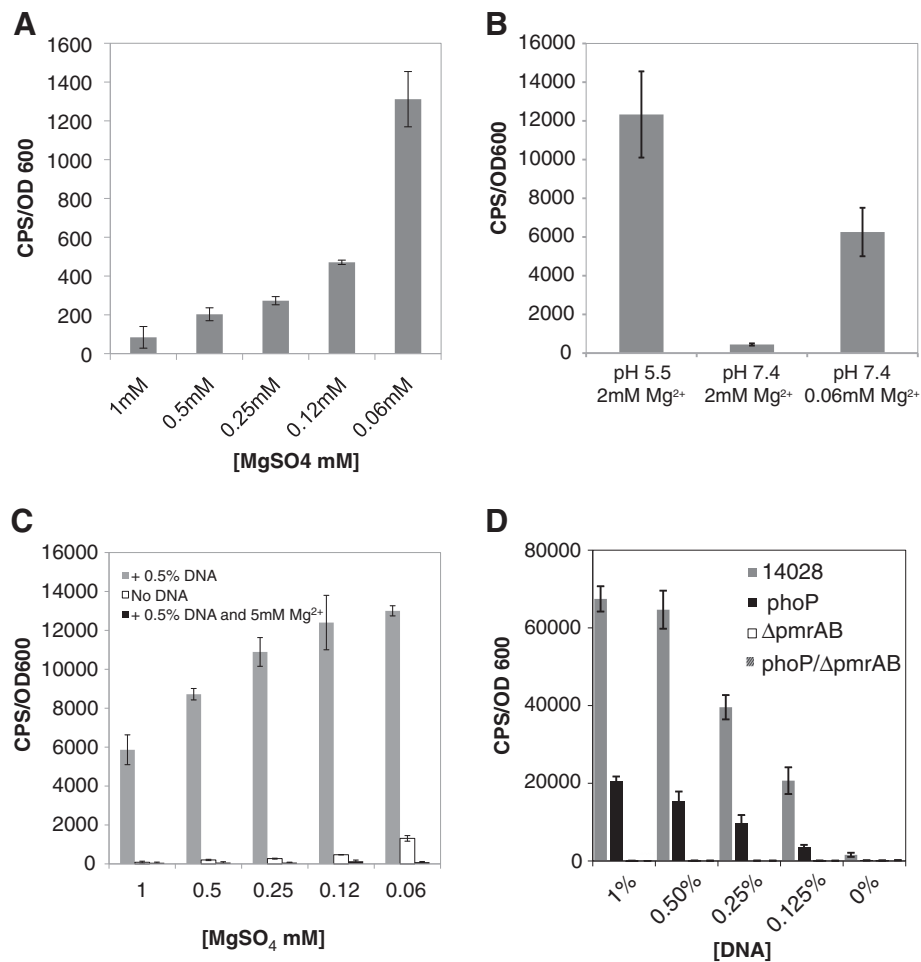 A
CPS/OD 600
1600
1400
1200
1000
800
600
400
200
0
1mM
0.5mM
0.25mM
0.12mM
0.06mM
[MgSO4 mM]
B
CPS/OD600
16000
14000
12000
10000
8000
6000
4000
2000
0
pH 5.5
2mM Mg²⁺
pH 7.4
2mM Mg²⁺
pH 7.4
0.06mM Mg²⁺
C
CPS/OD600
16000
14000
12000
10000
8000
6000
4000
2000
0
+ 0.5% DNA
No DNA
+ 0.5% DNA and 5mM Mg²⁺
1 0.5 0.25 0.12 0.06
[MgSO₄ mM]
D
CPS/OD 600
80000
60000
40000
20000
0
14028
phoP
ΔpmrAB
phoP/ΔpmrAB
1%
0.50%
0.25%
0.125%
0%
[DNA]